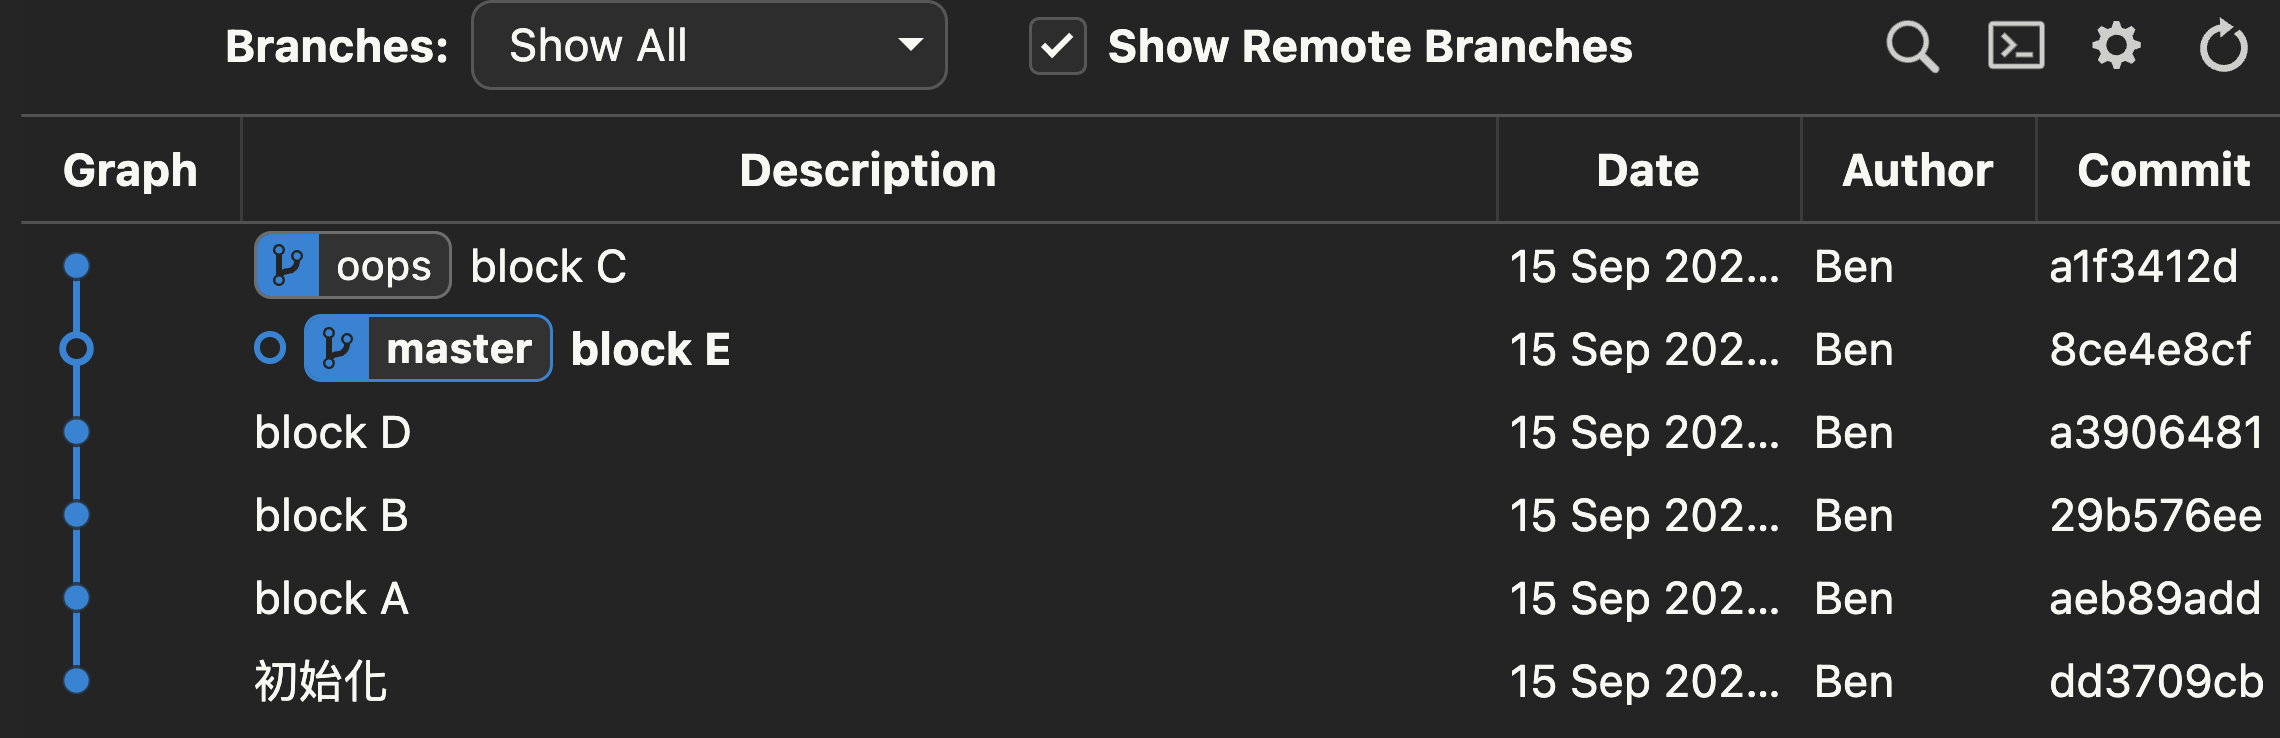 Branches: Show All Show Remote Branches
Graph Description Date Author Commit
oops block C 15 Sep 202... Ben a1f3412d
master block E 15 Sep 202... Ben 8ce4e8cf
block D 15 Sep 202... Ben a3906481
block B 15 Sep 202... Ben 29b576ee
block A 15 Sep 202... Ben aeb89add
初始化 15 Sep 202... Ben dd3709cb